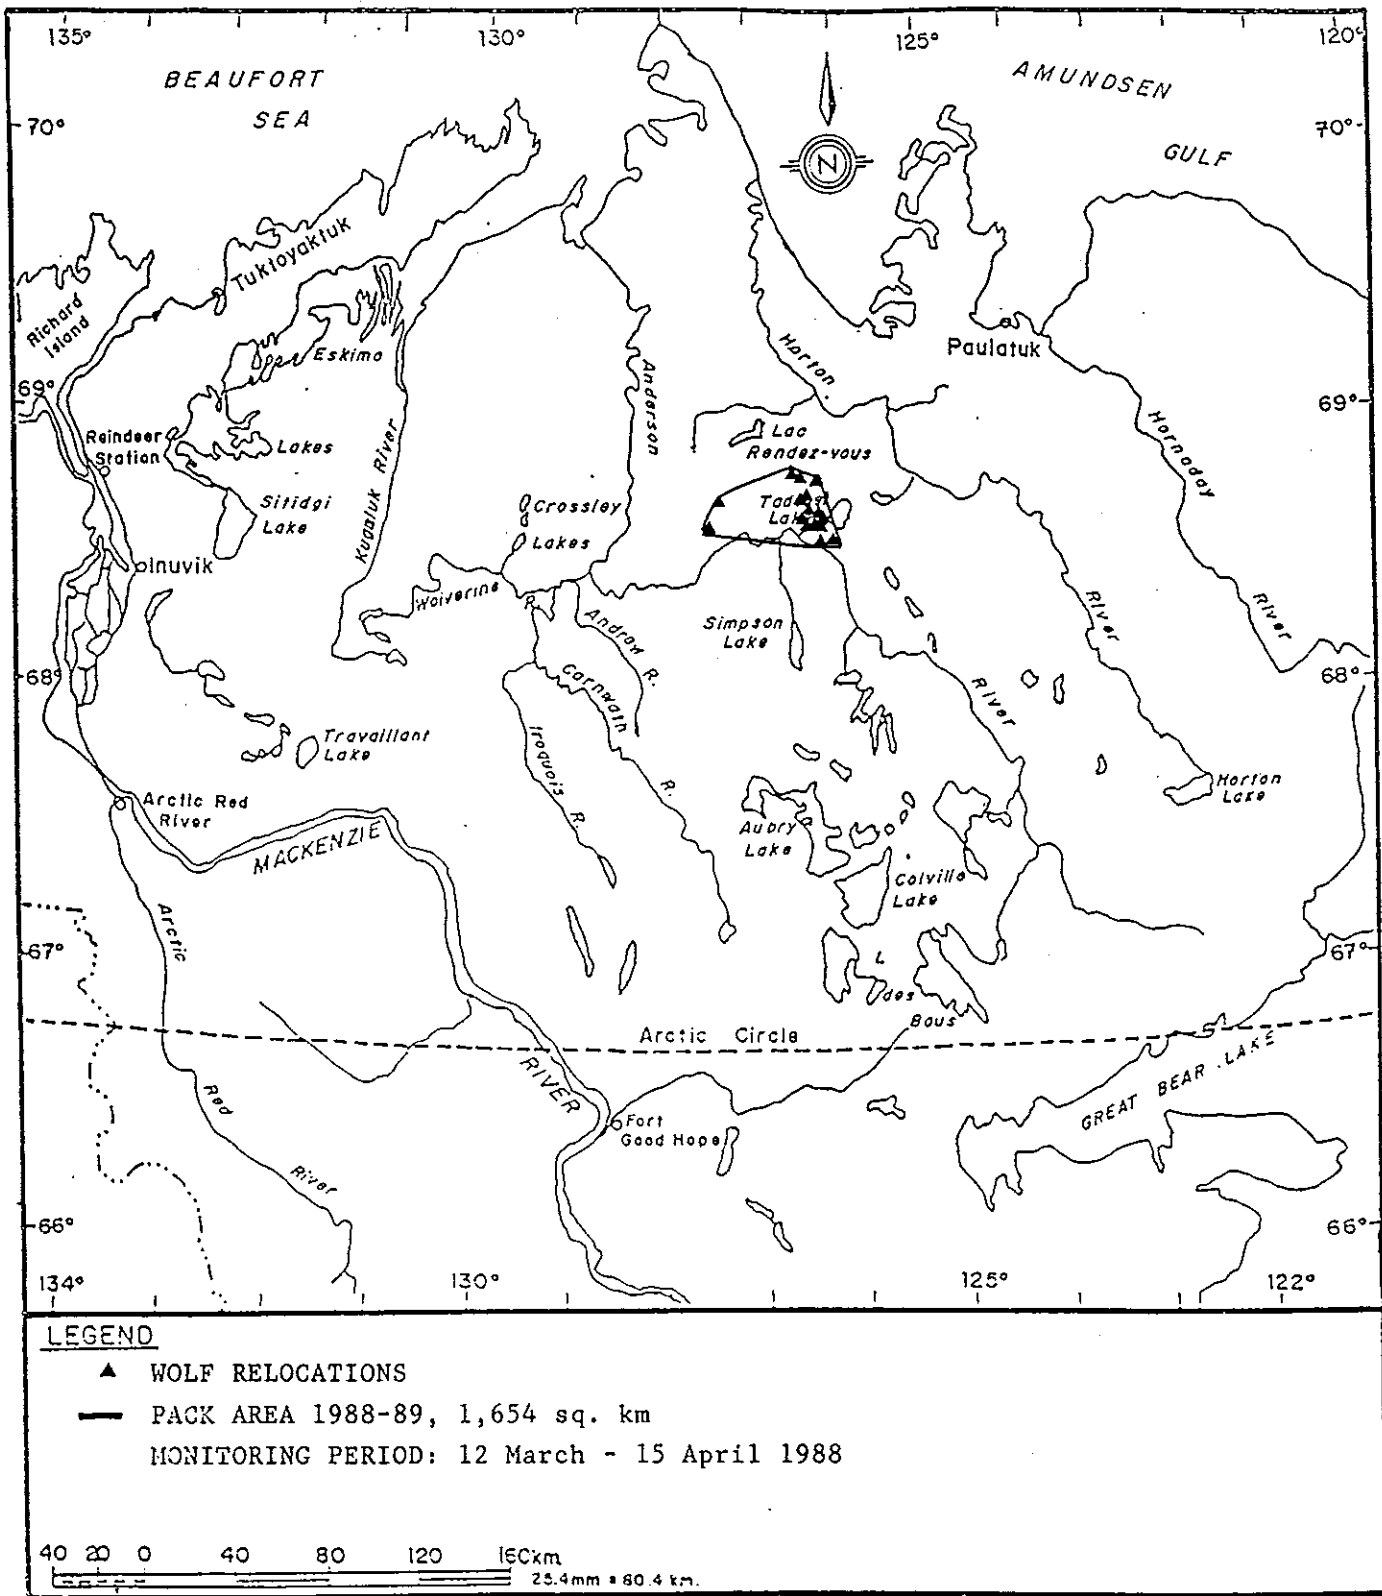 135°
130°
125°
120°
BEAUFORT
SEA
AMUNDSEN
GULF
70°
70°
N
Tuktoyaktuk
Richard
Island
Eskimo
Lakes
Paulatuk
Horton
Anderson
Hornaday
69°
69°
Reindeer
Station
Sitidgi
Lake
Kugaluk River
Lac
Rendez-vous
Crossley
Lakes
Inuvik
Wolverine
R.
Andrew R.
Carnwath
R.
Iroquois
R.
Simpson
Lake
River
River
River
68°
68°
Travaillant
Lake
Arctic Red
River
MACKENZIE
RIVER
Aubry
Lake
Colville
Lake
Horton
Lake
67°
67°
L
des
Bous
Arctic Circle
Arctic
Red
River
Fort
Good Hope
GREAT BEAR LAKE
66°
66°
134°
130°
125°
122°
LEGEND
▲ WOLF RELOCATIONS
PACK AREA 1988-89, 1,654 sq. km
MONITORING PERIOD: 12 March - 15 April 1988
40 20 0 40 80 120 160km
25.4mm = 80.4 km.